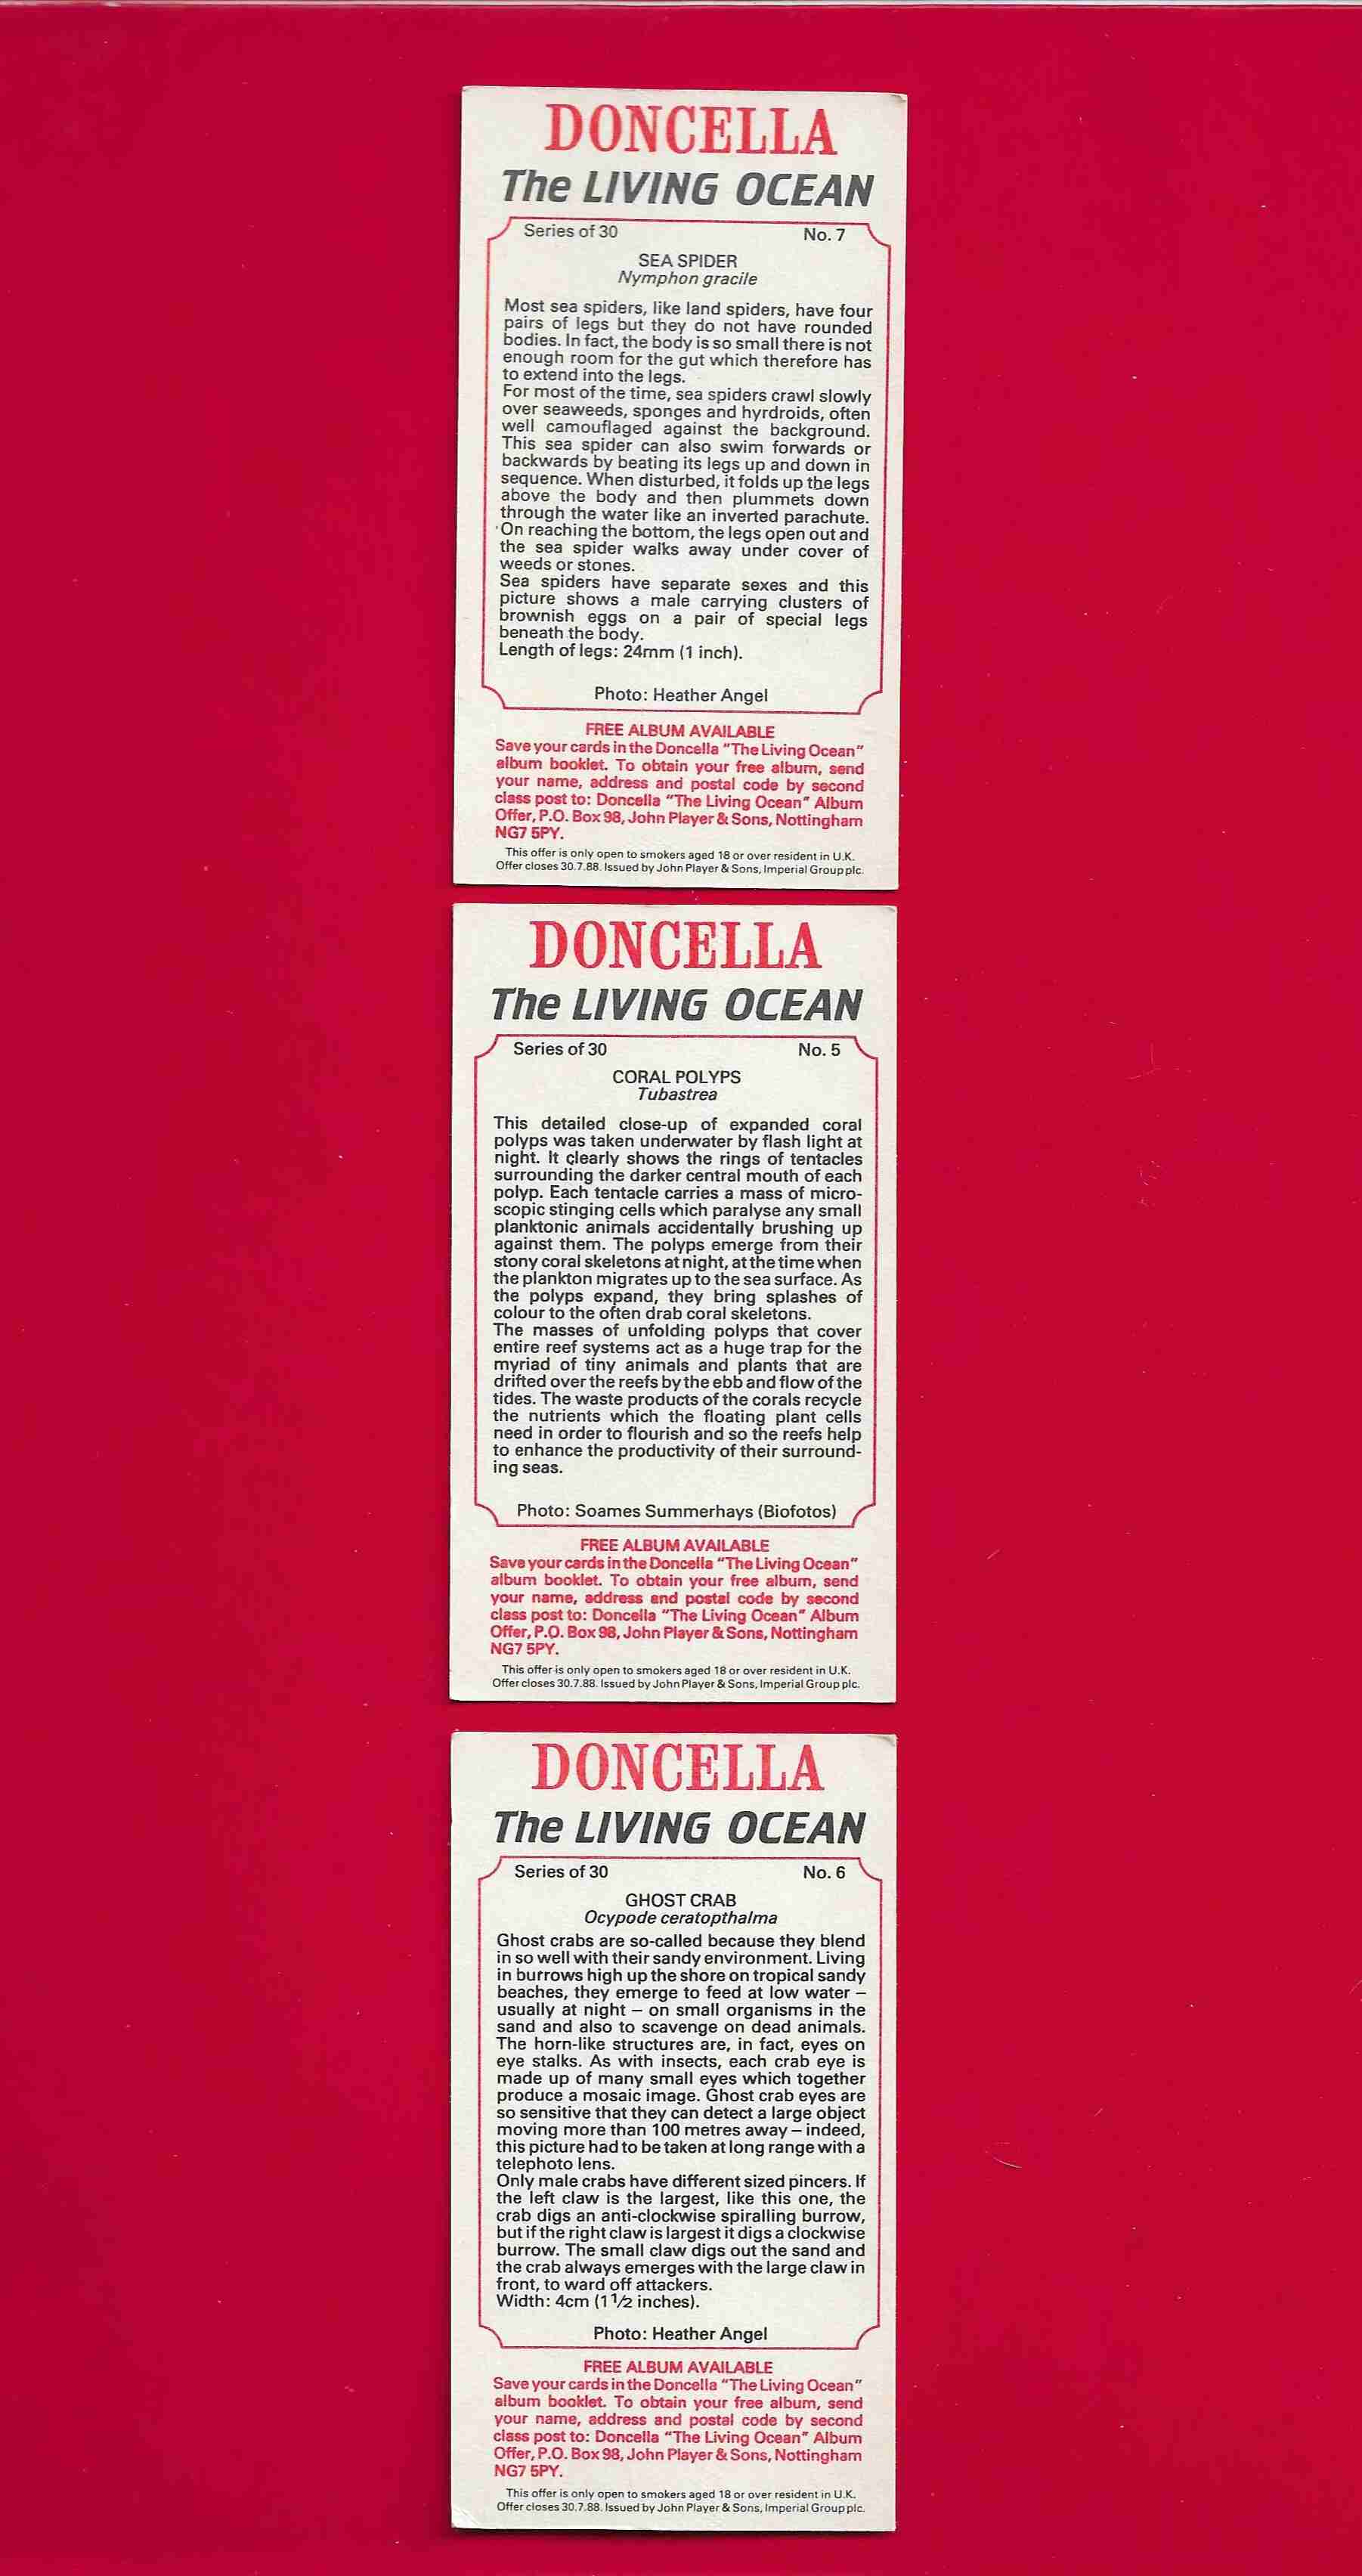 DONCELLA
The LIVING OCEAN
Series of 30 No. 7
SEA SPIDER
Nymphon gracile
Most sea spiders, like land spiders, have four
pairs of legs but they do not have rounded
bodies. In fact, the body is so small there is not
enough room for the gut which therefore has
to extend into the legs.
For most of the time, sea spiders crawl slowly
over seaweeds, sponges and hyrdroids, often
well camouflaged against the background.
This sea spider can also swim forwards or
backwards by beating its legs up and down in
sequence. When disturbed, it folds up the legs
above the body and then plummets down
through the water like an inverted parachute.
On reaching the bottom, the legs open out and
the sea spider walks away under cover of
weeds or stones.
Sea spiders have separate sexes and this
picture shows a male carrying clusters of
brownish eggs on a pair of special legs
beneath the body.
Length of legs: 24mm (1 inch).
Photo: Heather Angel
FREE ALBUM AVAILABLE
Save your cards in the Doncella "The Living Ocean"
album booklet. To obtain your free album, send
your name, address and postal code by second
class post to: Doncella "The Living Ocean" Album
Offer, P.O. Box 98, John Player & Sons, Nottingham
NG7 5PY.
This offer is only open to smokers aged 18 or over resident in U.K.
Offer closes 30.7.88. Issued by John Player & Sons, Imperial Group plc.
DONCELLA
The LIVING OCEAN
Series of 30 No. 5
CORAL POLYPS
Tubastrea
This detailed close-up of expanded coral
polyps was taken underwater by flash light at
night. It clearly shows the rings of tentacles
surrounding the darker central mouth of each
polyp. Each tentacle carries a mass of micro-
scopic stinging cells which paralyse any small
planktonic animals accidentally brushing up
against them. The polyps emerge from their
stony coral skeletons at night, at the time when
the plankton migrates up to the sea surface. As
the polyps expand, they bring splashes of
colour to the often drab coral skeletons.
The masses of unfolding polyps that cover
entire reef systems act as a huge trap for the
myriad of tiny animals and plants that are
drifted over the reefs by the ebb and flow of the
tides. The waste products of the corals recycle
the nutrients which the floating plant cells
need in order to flourish and so the reefs help
to enhance the productivity of their surround-
ing seas.
Photo: Soames Summerhays (Biofotos)
FREE ALBUM AVAILABLE
Save your cards in the Doncella "The Living Ocean"
album booklet. To obtain your free album, send
your name, address and postal code by second
class post to: Doncella "The Living Ocean" Album
Offer, P.O. Box 98, John Player & Sons, Nottingham
NG7 5PY.
This offer is only open to smokers aged 18 or over resident in U.K.
Offer closes 30.7.88. Issued by John Player & Sons, Imperial Group plc.
DONCELLA
The LIVING OCEAN
Series of 30 No. 6
GHOST CRAB
Ocypode ceratopthalma
Ghost crabs are so-called because they blend
in so well with their sandy environment. Living
in burrows high up the shore on tropical sandy
beaches, they emerge to feed at low water –
usually at night – on small organisms in the
sand and also to scavenge on dead animals.
The horn-like structures are, in fact, eyes on
eye stalks. As with insects, each crab eye is
made up of many small eyes which together
produce a mosaic image. Ghost crab eyes are
so sensitive that they can detect a large object
moving more than 100 metres away – indeed,
this picture had to be taken at long range with a
telephoto lens.
Only male crabs have different sized pincers. If
the left claw is the largest, like this one, the
crab digs an anti-clockwise spiralling burrow,
but if the right claw is largest it digs a clockwise
burrow. The small claw digs out the sand and
the crab always emerges with the large claw in
front, to ward off attackers.
Width: 4cm (1½ inches).
Photo: Heather Angel
FREE ALBUM AVAILABLE
Save your cards in the Doncella "The Living Ocean"
album booklet. To obtain your free album, send
your name, address and postal code by second
class post to: Doncella "The Living Ocean" Album
Offer, P.O. Box 98, John Player & Sons, Nottingham
NG7 5PY.
This offer is only open to smokers aged 18 or over resident in U.K.
Offer closes 30.7.88. Issued by John Player & Sons, Imperial Group plc.